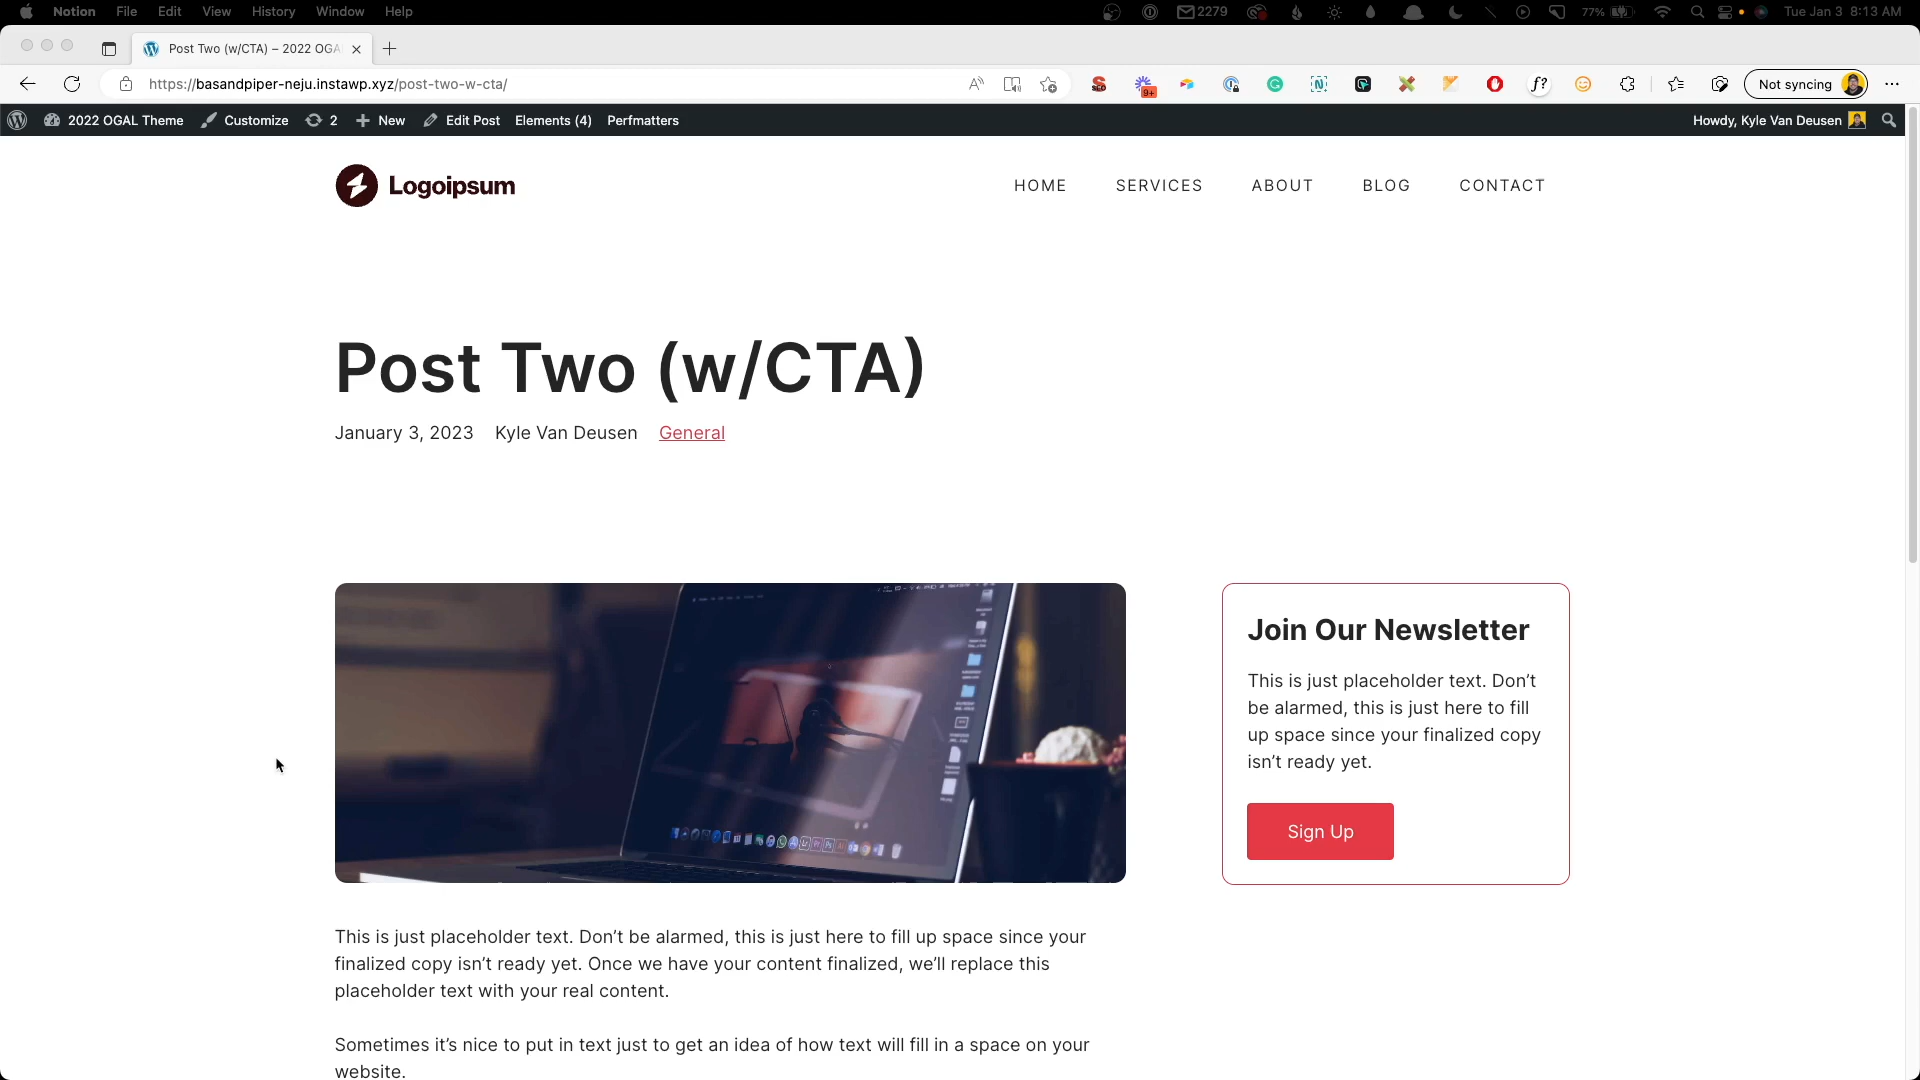 Notion File Edit View History Window Help 2279 77% Tue Jan 3 8:13 AM
Post Two (w/CTA) – 2022 OGA
https://basandpiper-neju.instawp.xyz/post-two-w-cta/ 9+ f? Not syncing
2022 OGAL Theme Customize 2 New Edit Post Elements (4) Perfmatters Howdy, Kyle Van Deusen
Logoipsum HOME SERVICES ABOUT BLOG CONTACT
Post Two (w/CTA)
January 3, 2023 Kyle Van Deusen General
Join Our Newsletter
This is just placeholder text. Don’t
be alarmed, this is just here to fill
up space since your finalized copy
isn’t ready yet.
Sign Up
This is just placeholder text. Don’t be alarmed, this is just here to fill up space since your
finalized copy isn’t ready yet. Once we have your content finalized, we’ll replace this
placeholder text with your real content.
Sometimes it’s nice to put in text just to get an idea of how text will fill in a space on your
website.